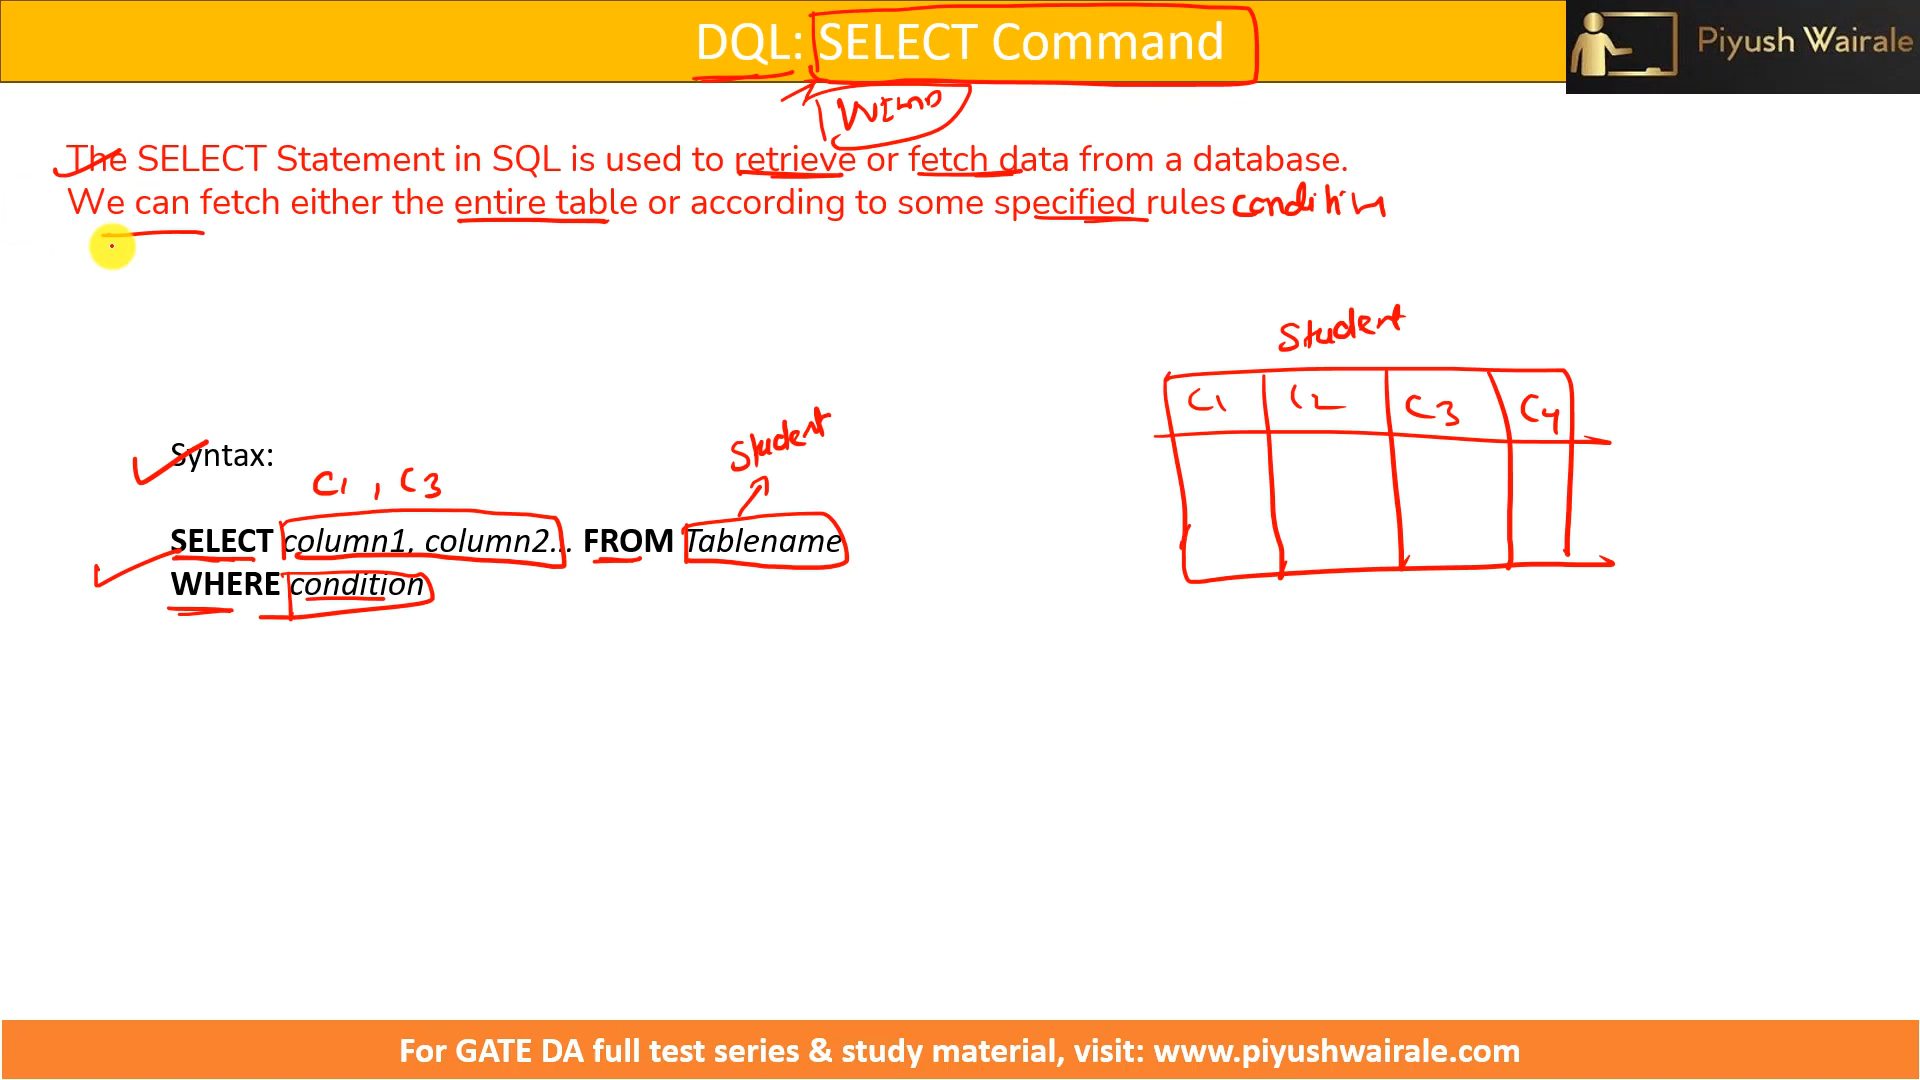 DQL: SELECT Command
Piyush Wairale
The SELECT Statement in SQL is used to retrieve or fetch data from a database.
We can fetch either the entire table or according to some specified rules condition
Student
C1 C2 C3 C4
Student
Syntax:
C1, C3
SELECT column1, column2... FROM Tablename
WHERE condition
For GATE DA full test series & study material, visit: www.piyushwairale.com